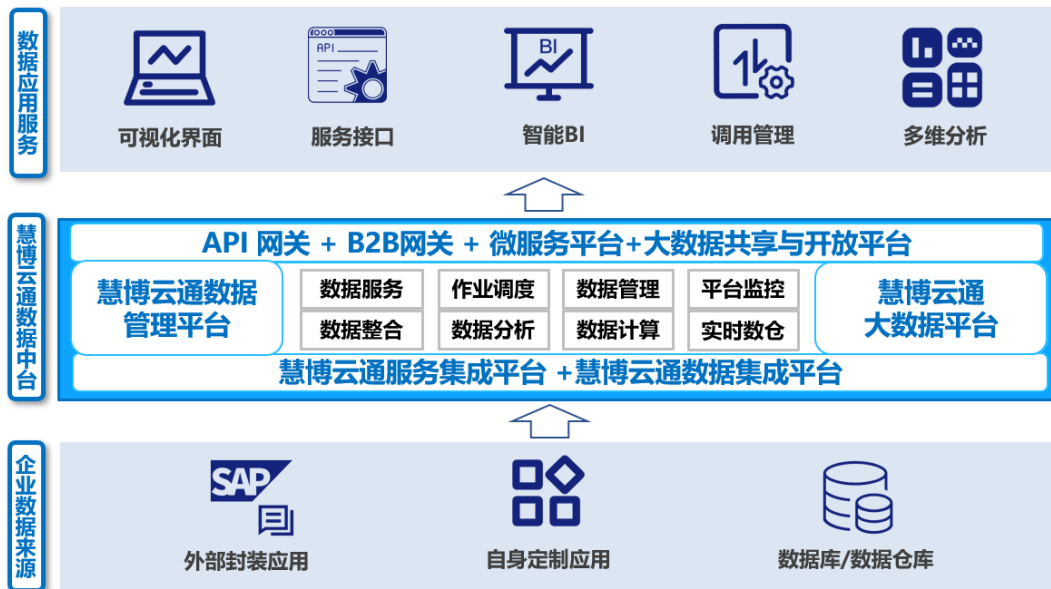 数据应用服务
API
BI
可视化界面
服务接口
智能BI
调用管理
多维分析
慧博云通数据中台
API 网关 + B2B网关 + 微服务平台+大数据共享与开放平台
慧博云通数据
管理平台
数据服务
作业调度
数据管理
平台监控
数据整合
数据分析
数据计算
实时数仓
慧博云通
大数据平台
慧博云通服务集成平台 +慧博云通数据集成平台
企业数据来源
SAP
外部封装应用
自身定制应用
数据库/数据仓库